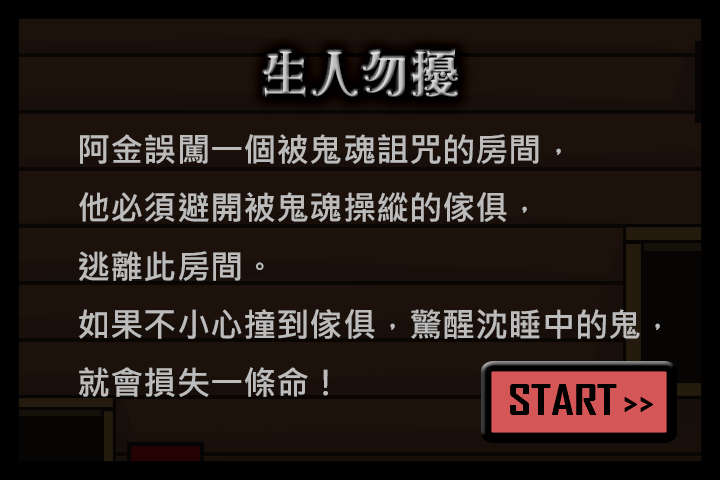 生人勿擾
阿金誤闖一個被鬼魂詛咒的房間，
他必須避開被鬼魂操縱的傢俱，
逃離此房間。
如果不小心撞到傢俱，驚醒沈睡中的鬼，
就會損失一條命！
START >>